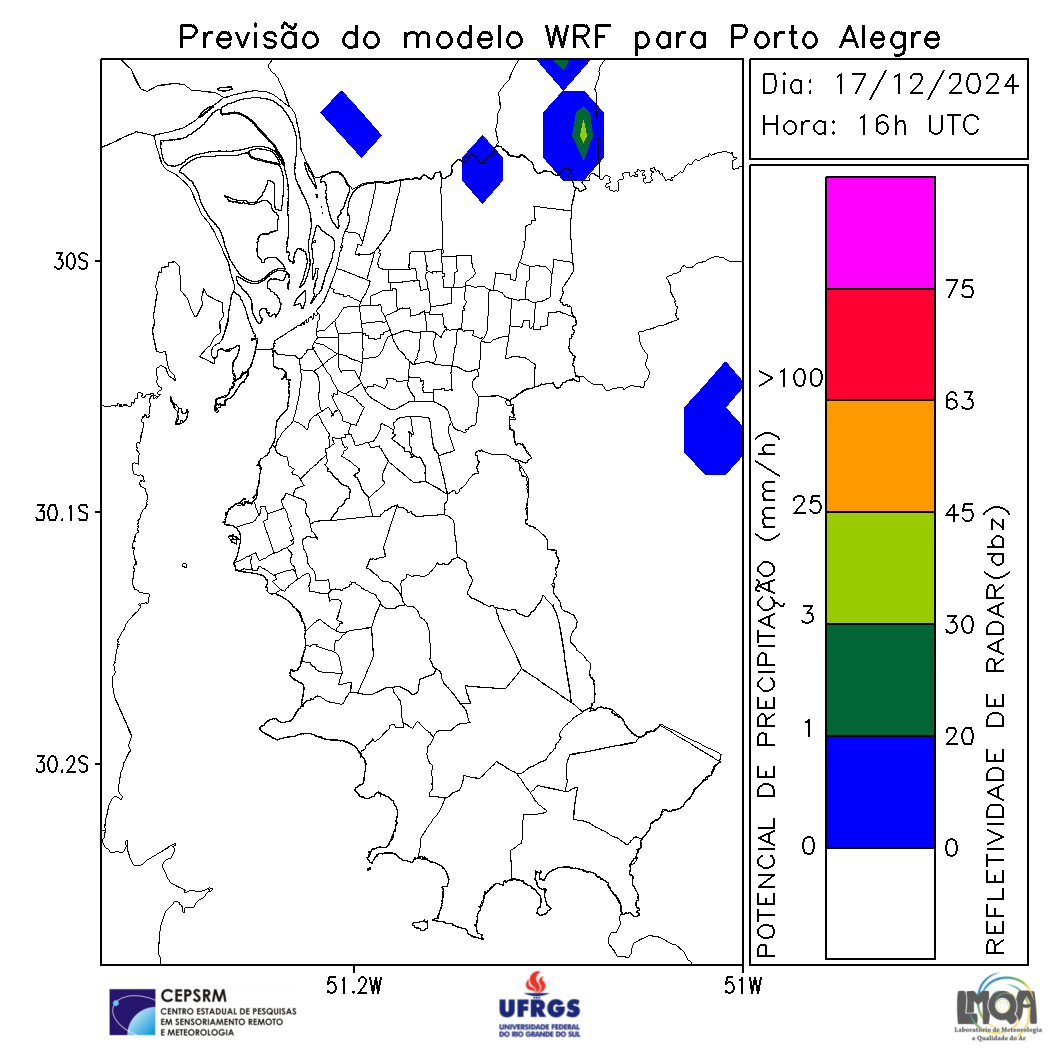 Previsão do modelo WRF para Porto Alegre
Dia: 17/12/2024
Hora: 16h UTC
30S
30.1S
30.2S
51.2W
51W
POTENCIAL DE PRECIPITAÇÃO (mm/h)
>100
25
3
1
0
75
63
45
30
20
0
REFLETIVIDADE DE RADAR(dbz)
CEPSRM
CENTRO ESTADUAL DE PESQUISAS
EM SENSORIAMENTO REMOTO
E METEOROLOGIA
UFRGS
UNIVERSIDADE FEDERAL
DO RIO GRANDE DO SUL
LMQA
Laboratório de Meteorologia
e Qualidade do Ar